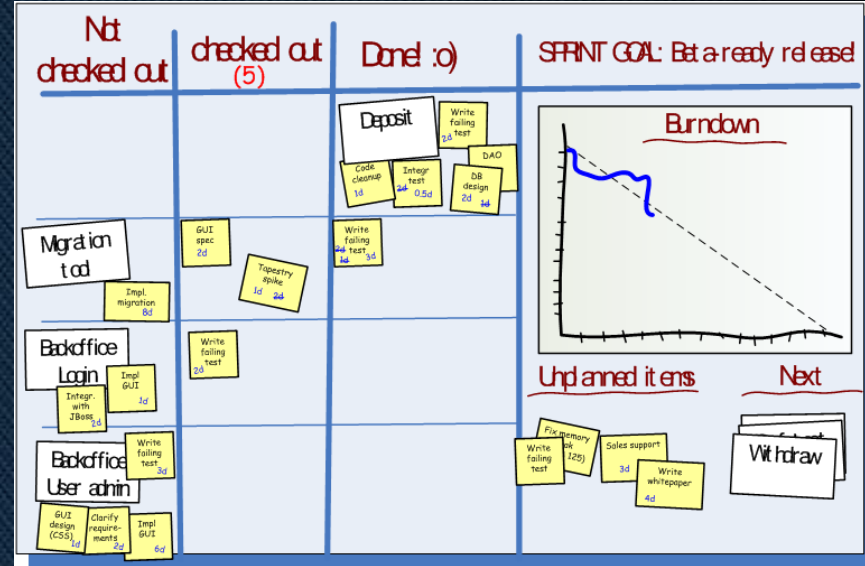 Not
checked out
checked out
(5)
Done! :o)
SPRINT GOAL: Beta-ready release!
Deposit
Write
failing
test
2d
Code
cleanup
1d
Integr
test
2d 0.5d
DAO
DB
design
2d 1d
Burndown
Migration
tool
Impl.
migration
8d
GUI
spec
2d
Tapestry
spike
1d 2d
Write
failing
test
2d
1d 3d
Backoffice
Login
Integr.
with
JBoss
2d
Impl
GUI
1d
Write
failing
test
2d
Backoffice
User admin
Write
failing
test
3d
GUI
design
(CSS)
1d
Clarify
require-
ments
2d
Impl
GUI
6d
Unplanned items
Next
Write
failing
test
Fix memory
125)
Sales support
3d
Write
whitepaper
4d
Withdraw